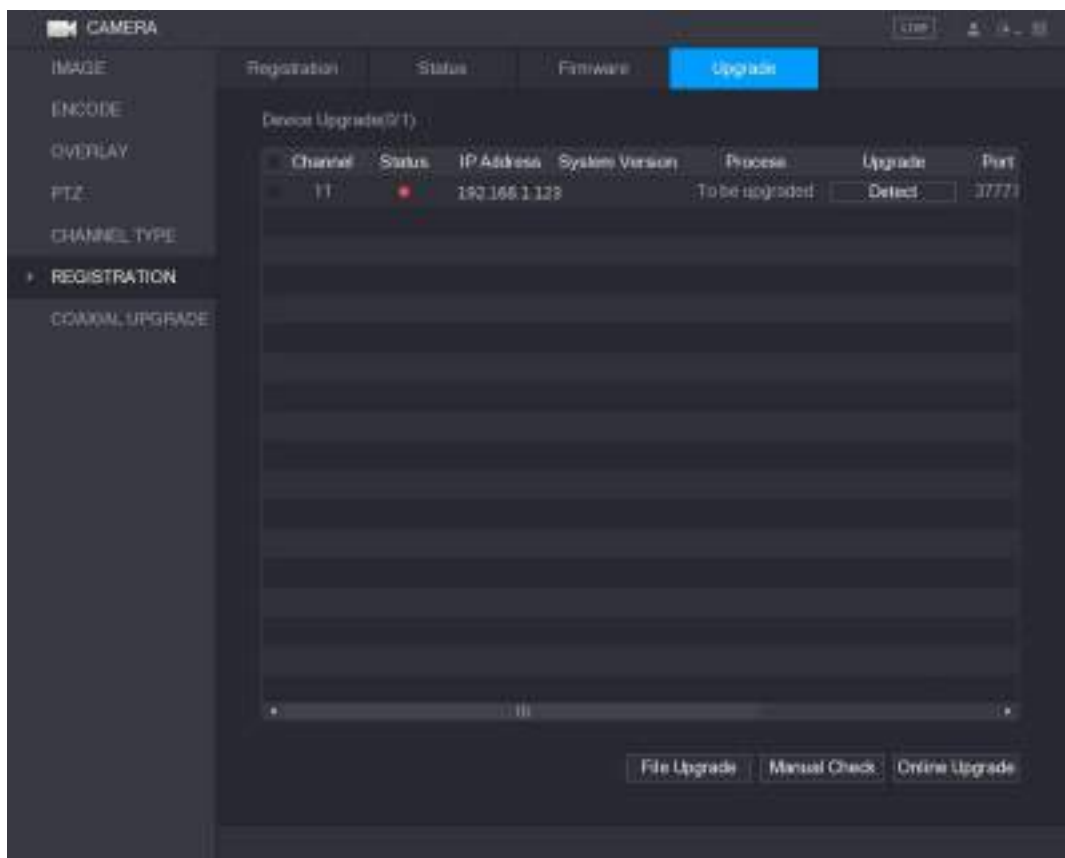 CAMERA LIVE
IMAGE
Registration Status Firmware Upgrade
ENCODE
Device Upgrade(0/1)
OVERLAY
Channel Status IP Address System Version Process Upgrade Port
PTZ
11 192.168.1.123 To be upgraded Detect 37777
CHANNEL TYPE
REGISTRATION
COAXIAL UPGRADE
File Upgrade Manual Check Online Upgrade